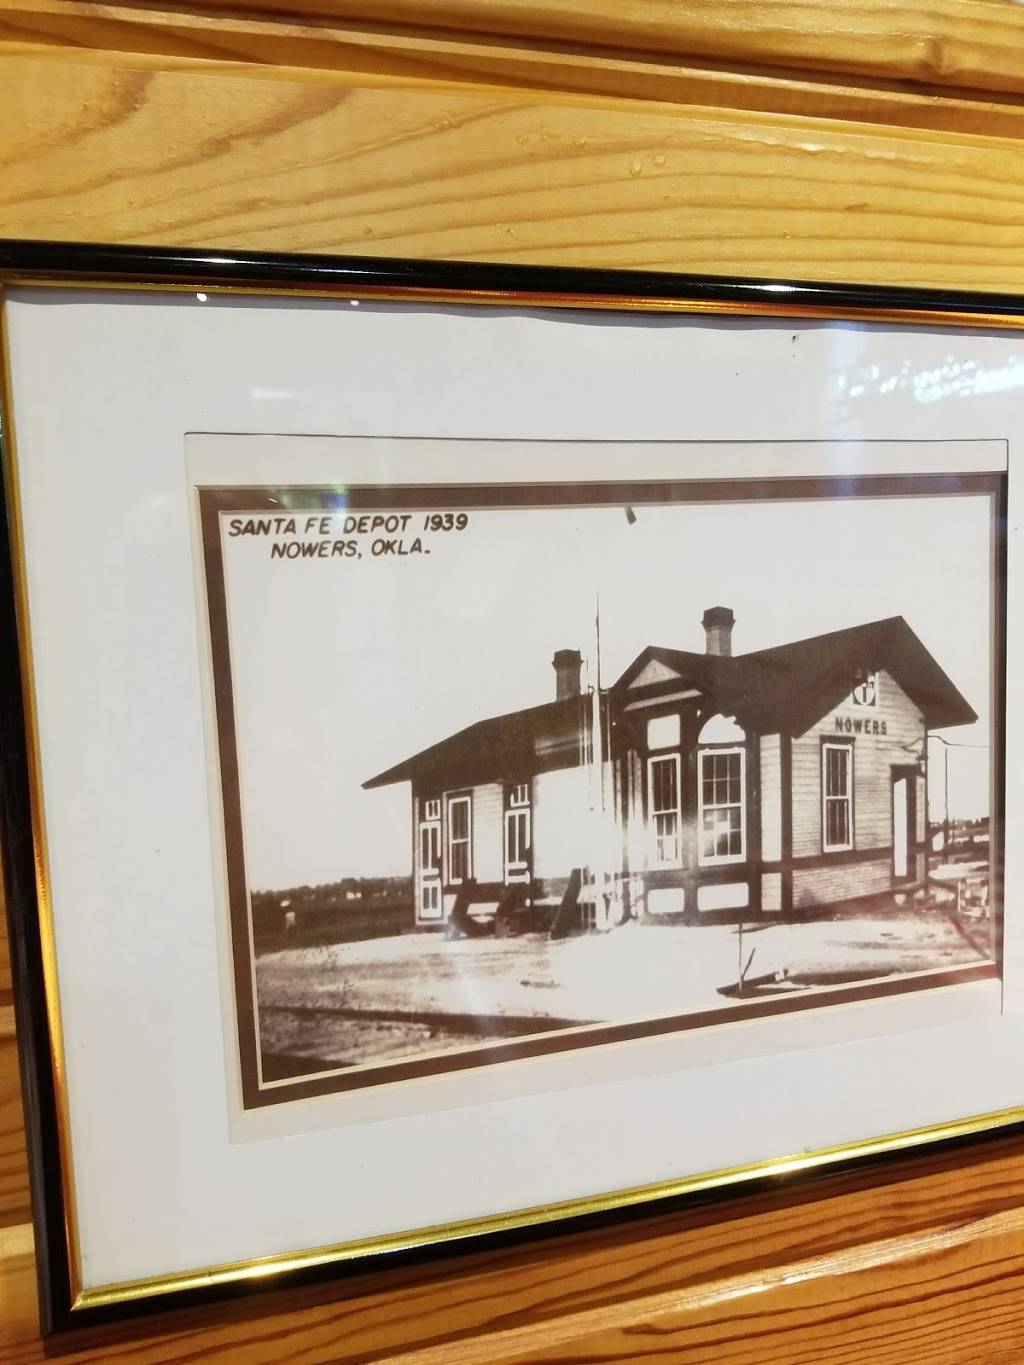 SANTA FE DEPOT 1939
NOWERS, OKLA.
NOWERS